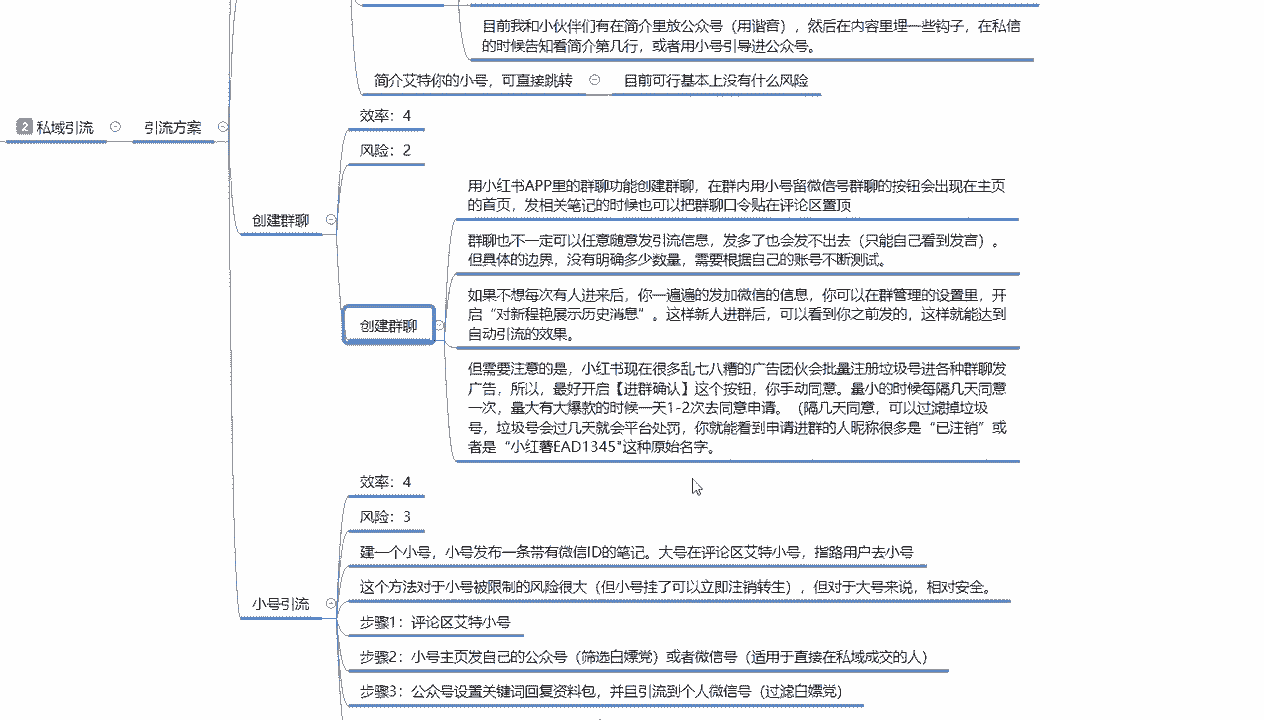 目前我和小伙伴们有在简介里放公众号（用谐音），然后在内容里埋一些钩子，在私信
的时候告知看简介第几行，或者用小号引导进公众号。
简介艾特你的小号，可直接跳转
目前可行基本上没有什么风险
2 私域引流
引流方案
创建群聊
效率：4
风险：2
创建群聊
用小红书APP里的群聊功能创建群聊，在群内用小号留微信号群聊的按钮会出现在主页
的首页，发相关笔记的时候也可以把群聊口令贴在评论区置顶
群聊也不一定可以任意随意发引流信息，发多了也会发不出去（只能自己看到发言）。
但具体的边界，没有明确多少数量，需要根据自己的账号不断测试。
如果不想每次有人进来后，你一遍遍的发加微信的信息，你可以在群管理的设置里，开
启“对新程艳展示历史消息”。这样新人进群后，可以看到你之前发的，这样就能达到
自动引流的效果。
但需要注意的是，小红书现在很多乱七八糟的广告团伙会批量注册垃圾号进各种群聊发
广告，所以，最好开启【进群确认】这个按钮，你手动同意。量小的时候每隔几天同意
一次，量大有大爆款的时候一天1-2次去同意申请。（隔几天同意，可以过滤掉垃圾
号，垃圾号会过几天就会平台处罚，你就能看到申请进群的人昵称很多是“已注销”或
者是“小红薯EAD1345"这种原始名字。
小号引流
效率：4
风险：3
建一个小号，小号发布一条带有微信ID的笔记。大号在评论区艾特小号，指路用户去小号
这个方法对于小号被限制的风险很大（但小号挂了可以立即注销转生），但对于大号来说，相对安全。
步骤1：评论区艾特小号
步骤2：小号主页发自己的公众号（筛选白嫖党）或者微信号（适用于直接在私域成交的人）
步骤3：公众号设置关键词回复资料包，并且引流到个人微信号（过滤白嫖党）